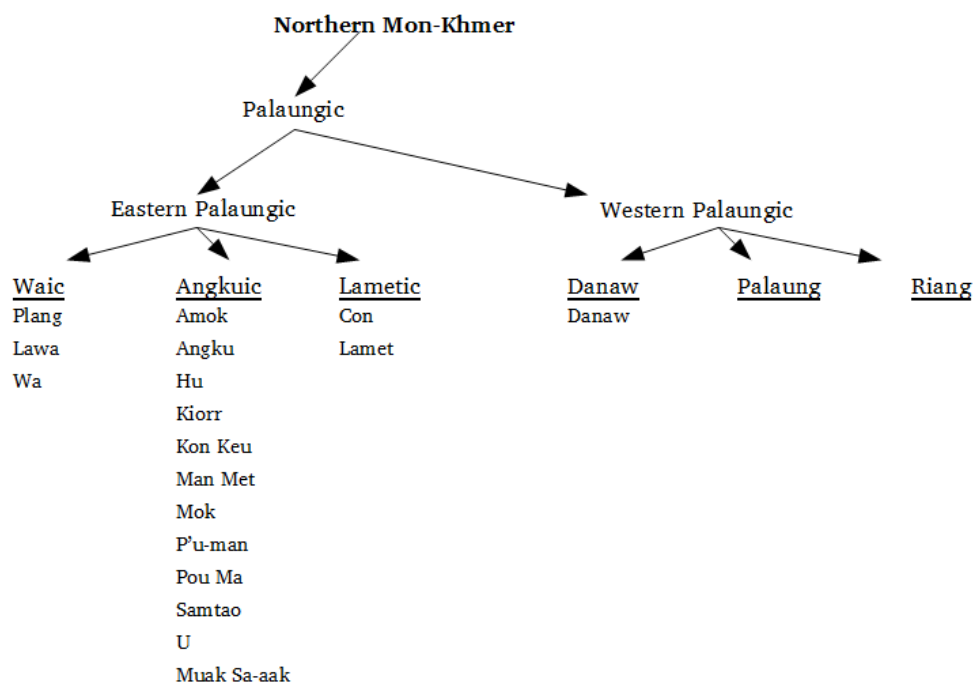 Northern Mon-Khmer
Palaungic
Eastern Palaungic
Western Palaungic
Waic
Plang
Lawa
Wa
Angkuic
Amok
Angku
Hu
Kiorr
Kon Keu
Man Met
Mok
P’u-man
Pou Ma
Samtao
U
Muak Sa-aak
Lametic
Con
Lamet
Danaw
Danaw
Palaung
Riang